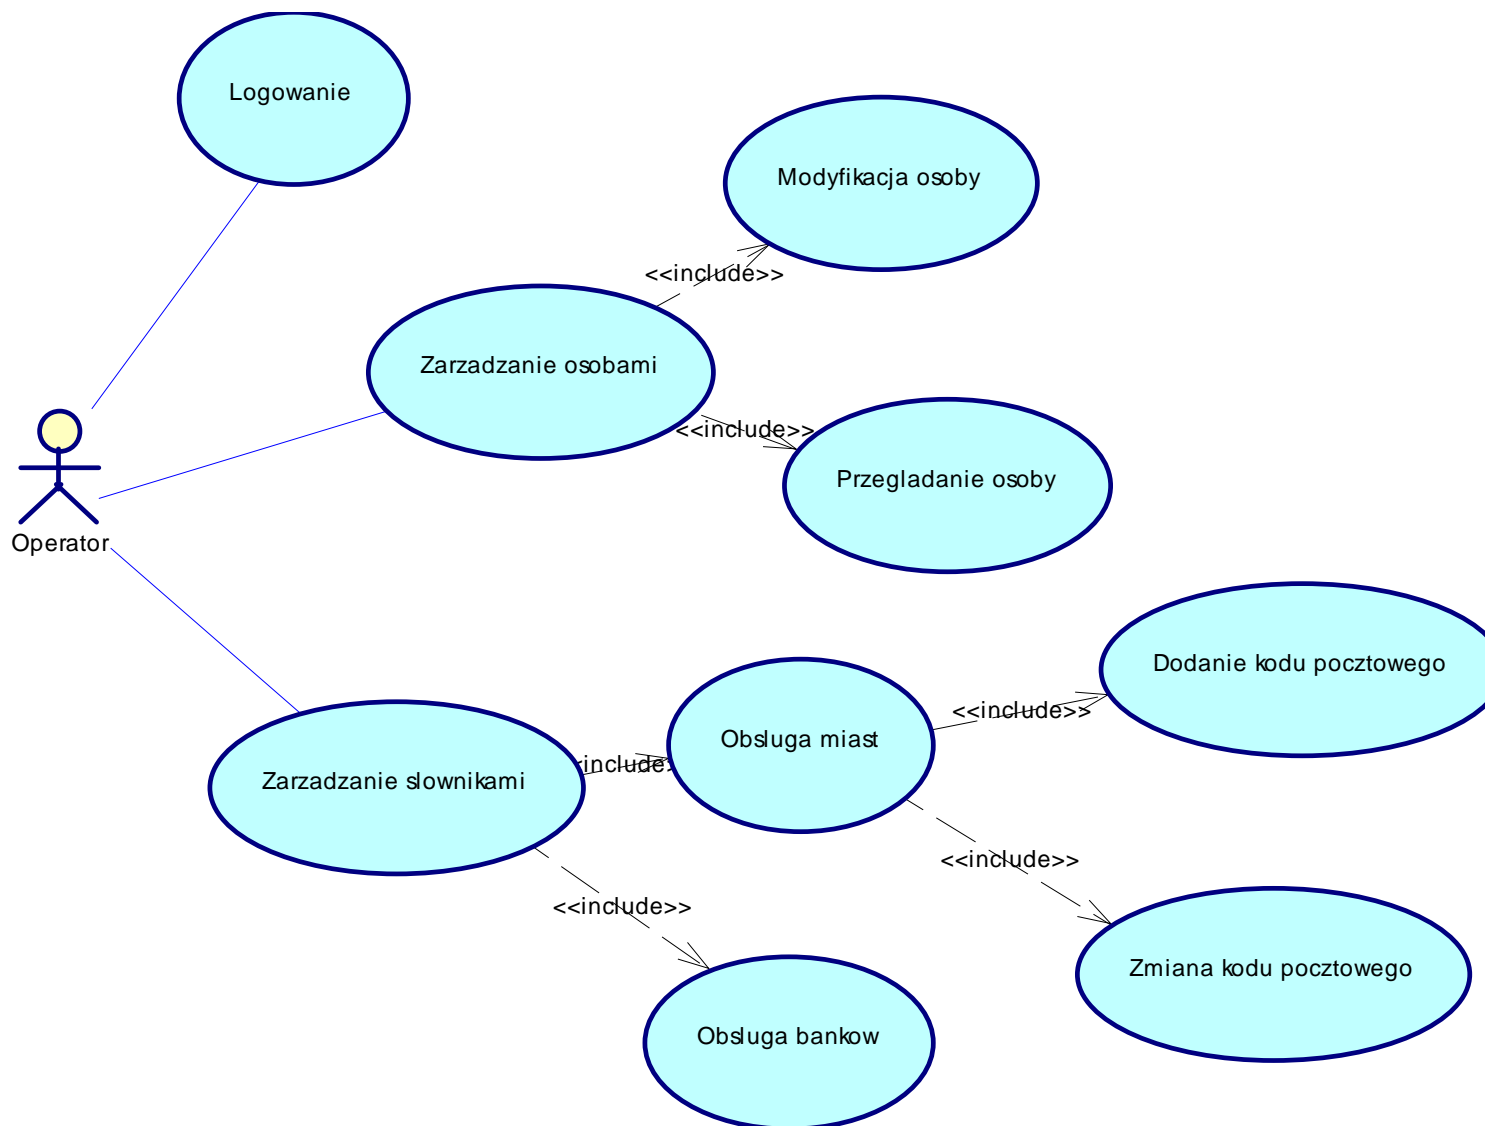 Logowanie
Modyfikacja osoby
<<include>>
Zarzadzanie osobami
<<include>>
Przegladanie osoby
Operator
Dodanie kodu pocztowego
<<include>>
Obsluga miast
<include>
Zarzadzanie slownikami
<<include>>
<<include>>
Zmiana kodu pocztowego
Obsluga bankow